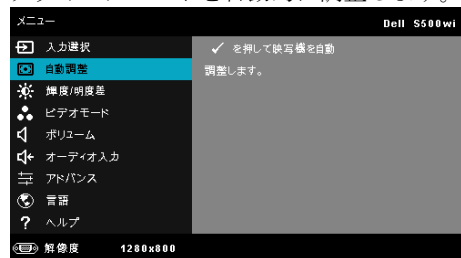 メニュー
Dell S500wi
入力選択
自動調整
輝度/明度差
ビデオモード
ボリューム
オーディオ入力
アドバンス
言語
ヘルプ
✓ を押して映写機を自動
調整します。
解像度 1280x800